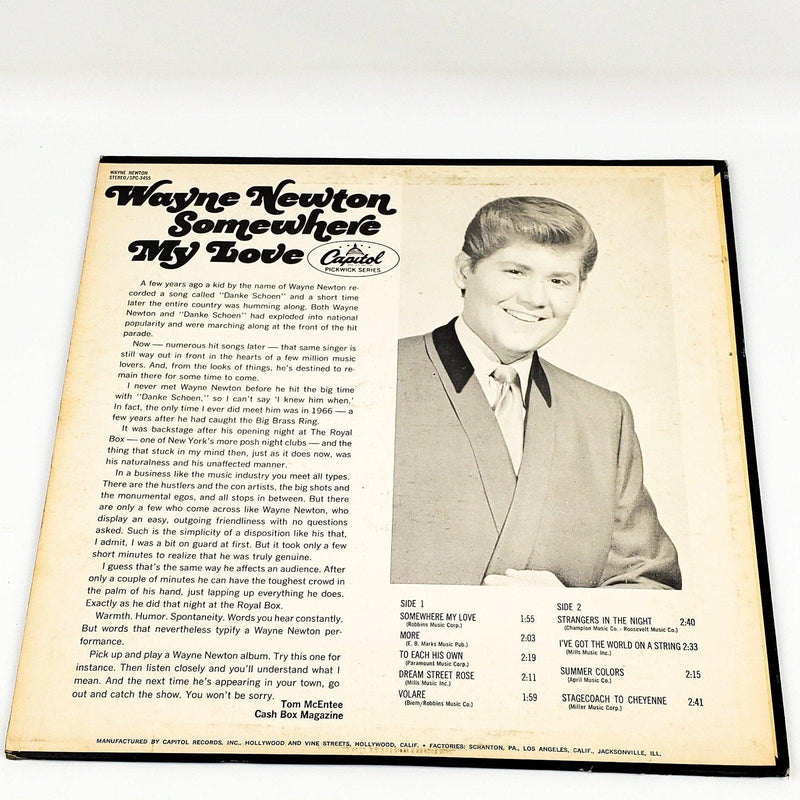 WAYNE NEWTON
STEREO/SPC-3455
Wayne Newton
Somewhere
My Love
Capitol
PICKWICK SERIES
A few years ago a kid by the name of Wayne Newton re-
corded a song called "Danke Schoen" and a short time
later the entire country was humming along. Both Wayne
Newton and "Danke Schoen" had exploded into national
popularity and were marching along at the front of the hit
parade.
Now — numerous hit songs later — that same singer is
still way out in front in the hearts of a few million music
lovers. And, from the looks of things, he's destined to re-
main there for some time to come.
I never met Wayne Newton before he hit the big time
with "Danke Schoen," so I can't say 'I knew him when.'
In fact, the only time I ever did meet him was in 1966 — a
few years after he had caught the Big Brass Ring.
It was backstage after his opening night at The Royal
Box — one of New York's more posh night clubs — and the
thing that stuck in my mind then, just as it does now, was
his naturalness and his unaffected manner.
In a business like the music industry you meet all types.
There are the hustlers and the con artists, the big shots and
the monumental egos, and all stops in between. But there
are only a few who come across like Wayne Newton, who
display an easy, outgoing friendliness with no questions
asked. Such is the simplicity of a disposition like his that,
I admit, I was a bit on guard at first. But it took only a few
short minutes to realize that he was truly genuine.
I guess that's the same way he affects an audience. After
only a couple of minutes he can have the toughest crowd in
the palm of his hand, just lapping up everything he does.
Exactly as he did that night at the Royal Box.
Warmth. Humor. Spontaneity. Words you hear constantly.
But words that nevertheless typify a Wayne Newton per-
formance.
Pick up and play a Wayne Newton album. Try this one for
instance. Then listen closely and you'll understand what I
mean. And the next time he's appearing in your town, go
out and catch the show. You won't be sorry.
Tom McEntee
Cash Box Magazine
SIDE 1
SOMEWHERE MY LOVE 1:55
(Robbins Music Corp.)
MORE 2:03
(E. B. Marks Music Pub.)
TO EACH HIS OWN 2:19
(Paramount Music Corp.)
DREAM STREET ROSE 2:11
(Mills Music Inc.)
VOLARE 1:59
(Diem/Robbins Music Co.)
SIDE 2
STRANGERS IN THE NIGHT 2:40
(Champion Music Co. - Roosevelt Music Co.)
I'VE GOT THE WORLD ON A STRING 2:33
(Mills Music Inc.)
SUMMER COLORS 2:15
(April Music Co.)
STAGECOACH TO CHEYENNE 2:41
(Miller Music Corp.)
MANUFACTURED BY CAPITOL RECORDS, INC., HOLLYWOOD AND VINE STREETS, HOLLYWOOD, CALIF. • FACTORIES: SCRANTON, PA., LOS ANGELES, CALIF., JACKSONVILLE, ILL.